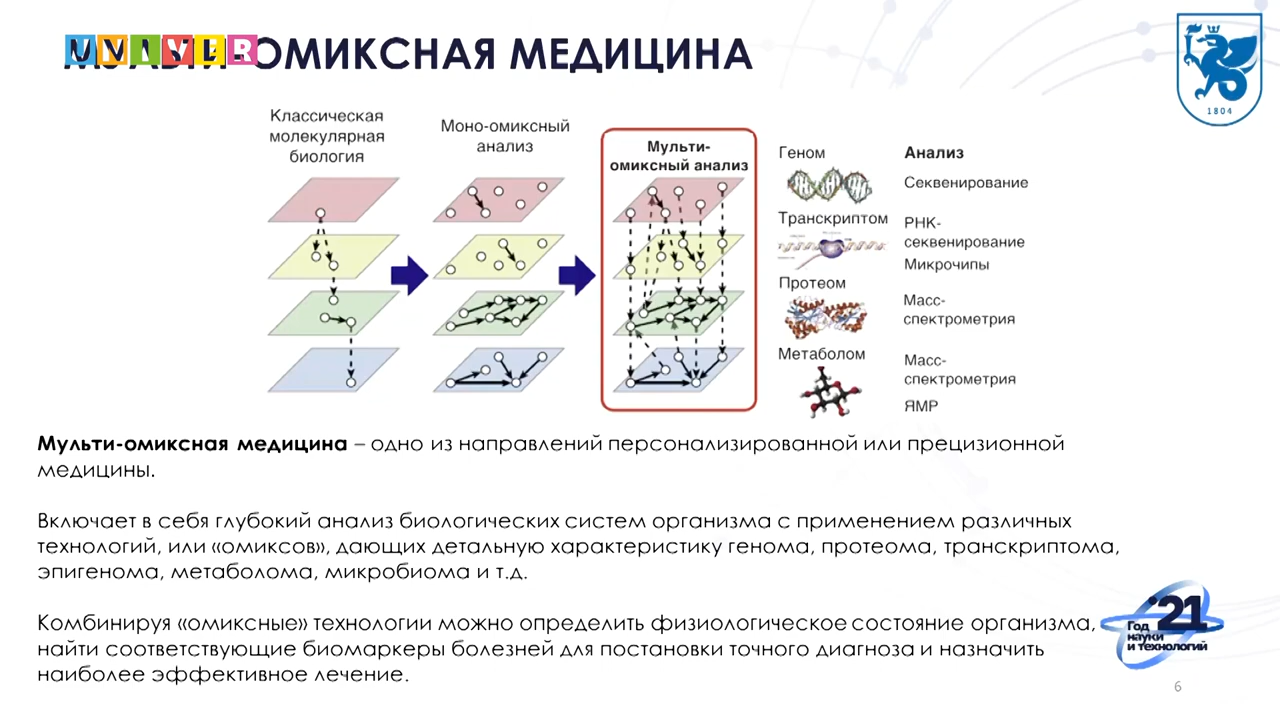 UNIVER
МУЛЬТИ-ОМИКСНАЯ МЕДИЦИНА
1804
Классическая
молекулярная
биология
Моно-омиксный
анализ
Мульти-
омиксный анализ
Геном
Транскриптом
Протеом
Метаболом
Анализ
Секвенирование
РНК-
секвенирование
Микрочипы
Масс-
спектрометрия
Масс-
спектрометрия
ЯМР
Мульти-омиксная медицина – одно из направлений персонализированной или прецизионной
медицины.
Включает в себя глубокий анализ биологических систем организма с применением различных
технологий, или «омиксов», дающих детальную характеристику генома, протеома, транскриптома,
эпигенома, метаболома, микробиома и т.д.
Комбинируя «омиксные» технологии можно определить физиологическое состояние организма,
найти соответствующие биомаркеры болезней для постановки точного диагноза и назначить
наиболее эффективное лечение.
'21
Год
науки
и технологий
6